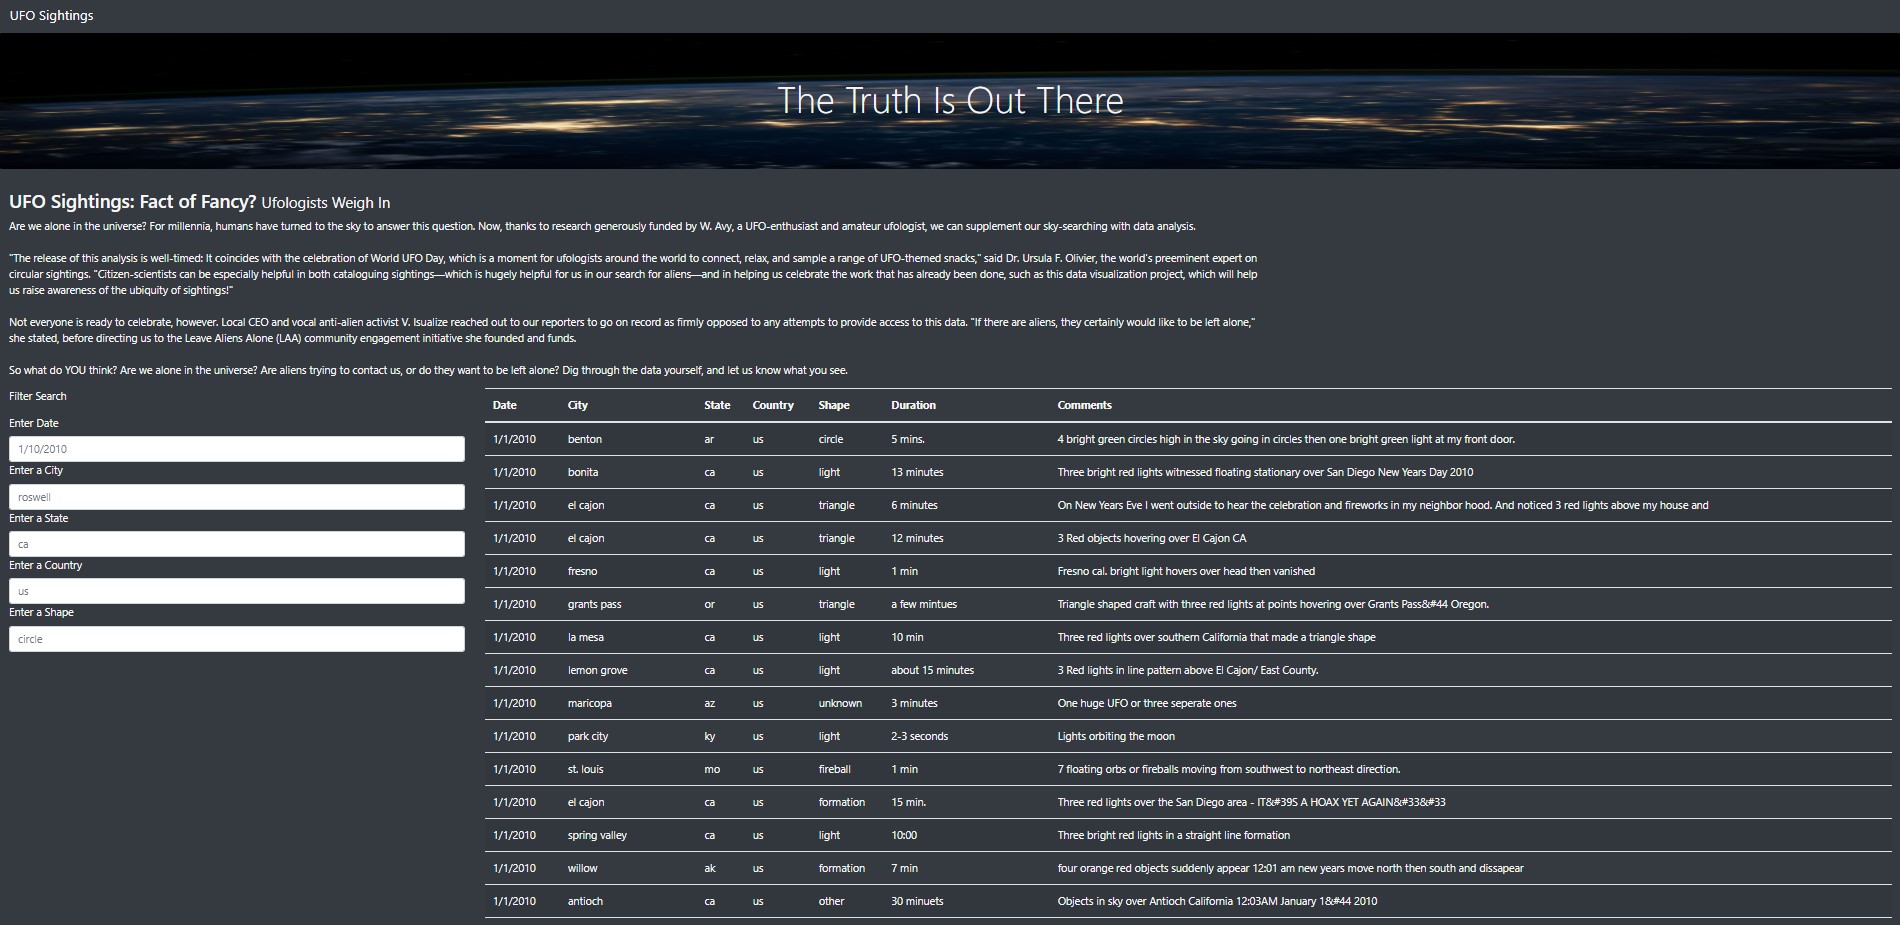 UFO Sightings
The Truth Is Out There
UFO Sightings: Fact of Fancy? Ufologists Weigh In
Are we alone in the universe? For millennia, humans have turned to the sky to answer this question. Now, thanks to research generously funded by W. Avy, a UFO-enthusiast and amateur ufologist, we can supplement our sky-searching with data analysis.
"The release of this analysis is well-timed: It coincides with the celebration of World UFO Day, which is a moment for ufologists around the world to connect, relax, and sample a range of UFO-themed snacks," said Dr. Ursula F. Olivier, the world's preeminent expert on
circular sightings. "Citizen-scientists can be especially helpful in both cataloguing sightings—which is hugely helpful for us in our search for aliens—and in helping us celebrate the work that has already been done, such as this data visualization project, which will help
us raise awareness of the ubiquity of sightings!"
Not everyone is ready to celebrate, however. Local CEO and vocal anti-alien activist V. Isualize reached out to our reporters to go on record as firmly opposed to any attempts to provide access to this data. "If there are aliens, they certainly would like to be left alone,"
she stated, before directing us to the Leave Aliens Alone (LAA) community engagement initiative she founded and funds.
So what do YOU think? Are we alone in the universe? Are aliens trying to contact us, or do they want to be left alone? Dig through the data yourself, and let us know what you see.
Filter Search
Enter Date
1/10/2010
Enter a City
roswell
Enter a State
ca
Enter a Country
us
Enter a Shape
circle
Date City State Country Shape Duration Comments
1/1/2010 benton ar us circle 5 mins. 4 bright green circles high in the sky going in circles then one bright green light at my front door.
1/1/2010 bonita ca us light 13 minutes Three bright red lights witnessed floating stationary over San Diego New Years Day 2010
1/1/2010 el cajon ca us triangle 6 minutes On New Years Eve I went outside to hear the celebration and fireworks in my neighbor hood. And noticed 3 red lights above my house and
1/1/2010 el cajon ca us triangle 12 minutes 3 Red objects hovering over El Cajon CA
1/1/2010 fresno ca us light 1 min Fresno cal. bright light hovers over head then vanished
1/1/2010 grants pass or us triangle a few mintues Triangle shaped craft with three red lights at points hovering over Grants Pass&#44 Oregon.
1/1/2010 la mesa ca us light 10 min Three red lights over southern California that made a triangle shape
1/1/2010 lemon grove ca us light about 15 minutes 3 Red lights in line pattern above El Cajon/ East County.
1/1/2010 maricopa az us unknown 3 minutes One huge UFO or three seperate ones
1/1/2010 park city ky us light 2-3 seconds Lights orbiting the moon
1/1/2010 st. louis mo us fireball 1 min 7 floating orbs or fireballs moving from southwest to northeast direction.
1/1/2010 el cajon ca us formation 15 min. Three red lights over the San Diego area - IT&#39S A HOAX YET AGAIN&#33&#33
1/1/2010 spring valley ca us light 10:00 Three bright red lights in a straight line formation
1/1/2010 willow ak us formation 7 min four orange red objects suddenly appear 12:01 am new years move north then south and dissapear
1/1/2010 antioch ca us other 30 minuets Objects in sky over Antioch California 12:03AM January 1&#44 2010